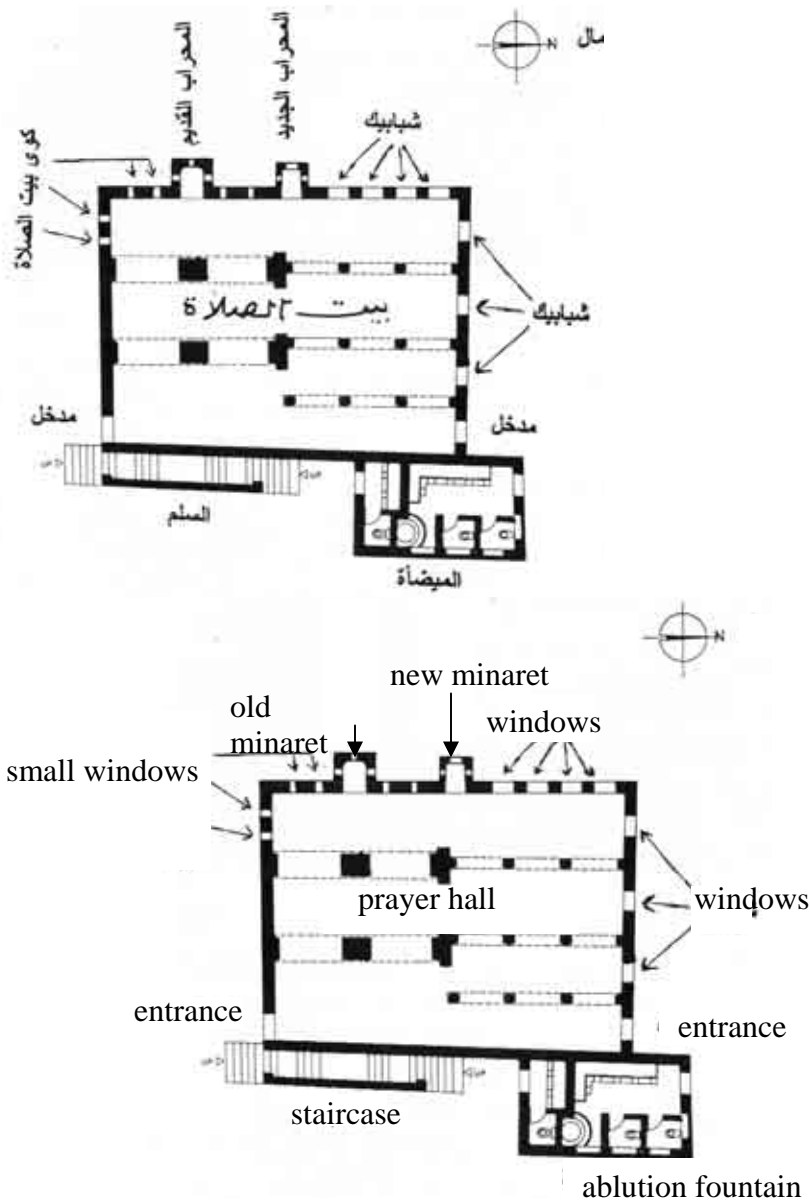 N
مال
المحراب القديم
المحراب الجديد
شبابيك
كوى بيت الصلاة
بيت الصلاة
شبابيك
مدخل
مدخل
السلم
الميضأة
N
new minaret
old
minaret
windows
small windows
prayer hall
windows
entrance
entrance
staircase
ablution fountain